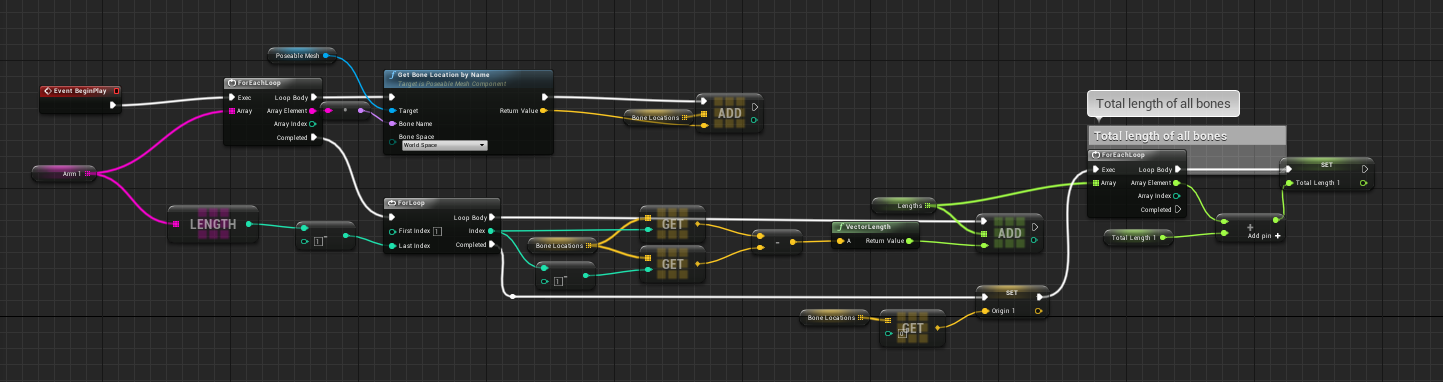 Poseable Mesh
Event BeginPlay
ForEachLoop
Exec
Loop Body
Array
Array Element
Array Index
Completed
Get Bone Location by Name
Target is Poseable Mesh Component
Target
Return Value
Bone Name
Bone Space
World Space
Bone Locations
ADD
Arm 1
LENGTH
1
ForLoop
Loop Body
First Index 1
Index
Last Index
Completed
Bone Locations
GET
GET
1
-
VectorLength
A
Return Value
Lengths
ADD
Bone Locations
GET
0
SET
Origin 1
Total length of all bones
Total length of all bones
ForEachLoop
Exec
Loop Body
Array
Array Element
Array Index
Completed
Total Length 1
+
Add pin +
SET
Total Length 1